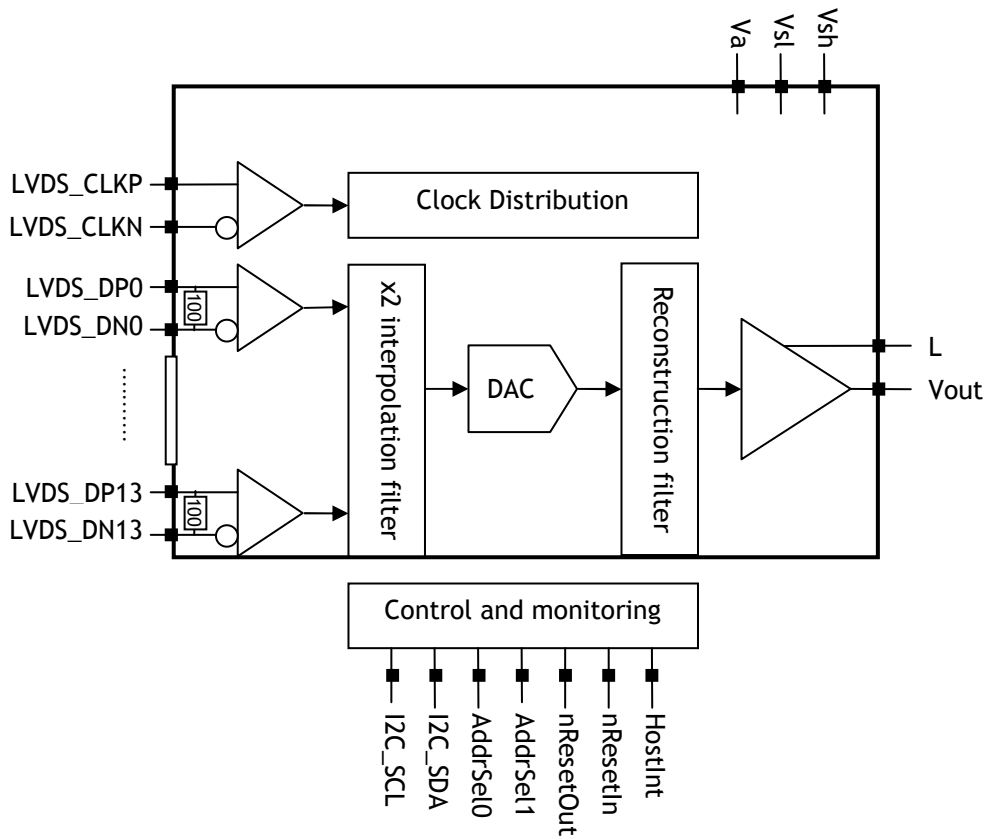 Va
Vsl
Vsh
LVDS_CLKP
LVDS_CLKN
Clock Distribution
LVDS_DP0
100
LVDS_DN0
x2 interpolation filter
DAC
Reconstruction filter
L
Vout
LVDS_DP13
100
LVDS_DN13
Control and monitoring
I2C_SCL
I2C_SDA
AddrSel0
AddrSel1
nResetOut
nResetIn
HostInt